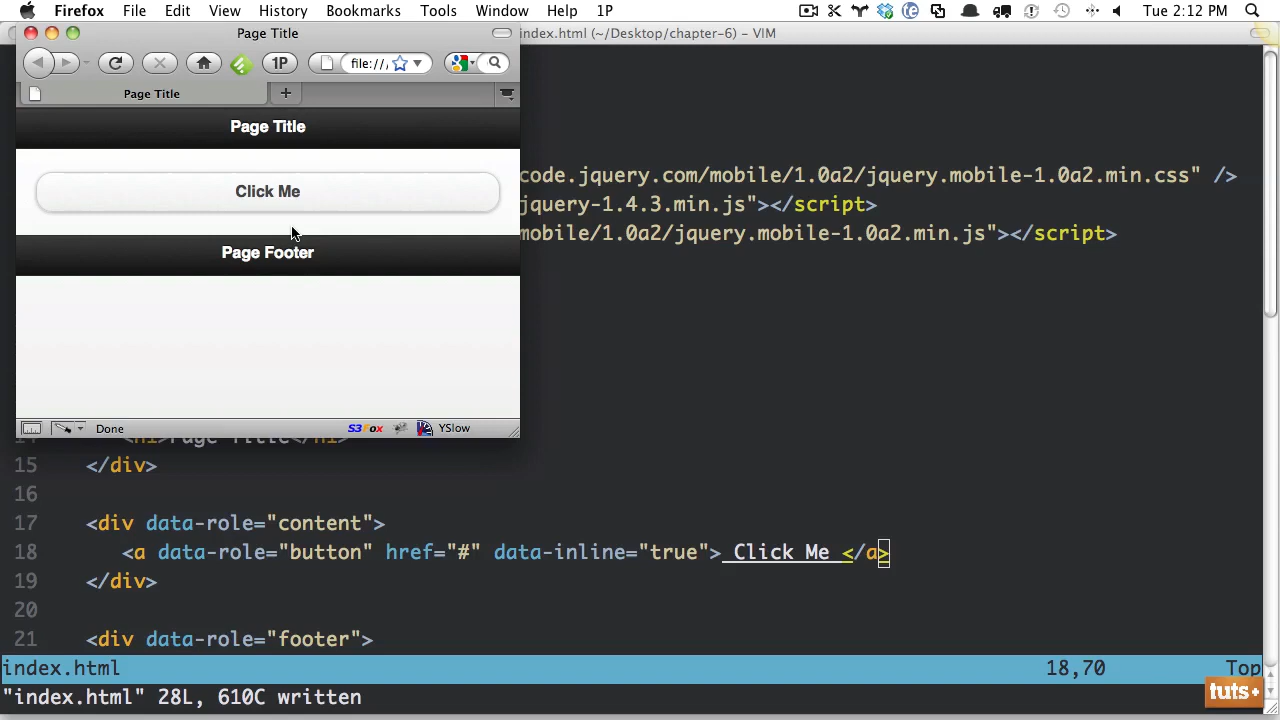 Firefox File Edit View History Bookmarks Tools Window Help 1P Tue 2:12 PM
Page Title
index.html (~/Desktop/chapter-6) - VIM
1P file:///
Page Title
Page Title
code.jquery.com/mobile/1.0a2/jquery.mobile-1.0a2.min.css" />
Click Me
jquery-1.4.3.min.js"></script>
mobile/1.0a2/jquery.mobile-1.0a2.min.js"></script>
Page Footer
Done S3Fox YSlow
14 <h1>Page Title</h1>
15 </div>
16
17 <div data-role="content">
18 <a data-role="button" href="#" data-inline="true"> Click Me </a>
19 </div>
20
21 <div data-role="footer">
index.html 18,70 Top
"index.html" 28L, 610C written
tuts+